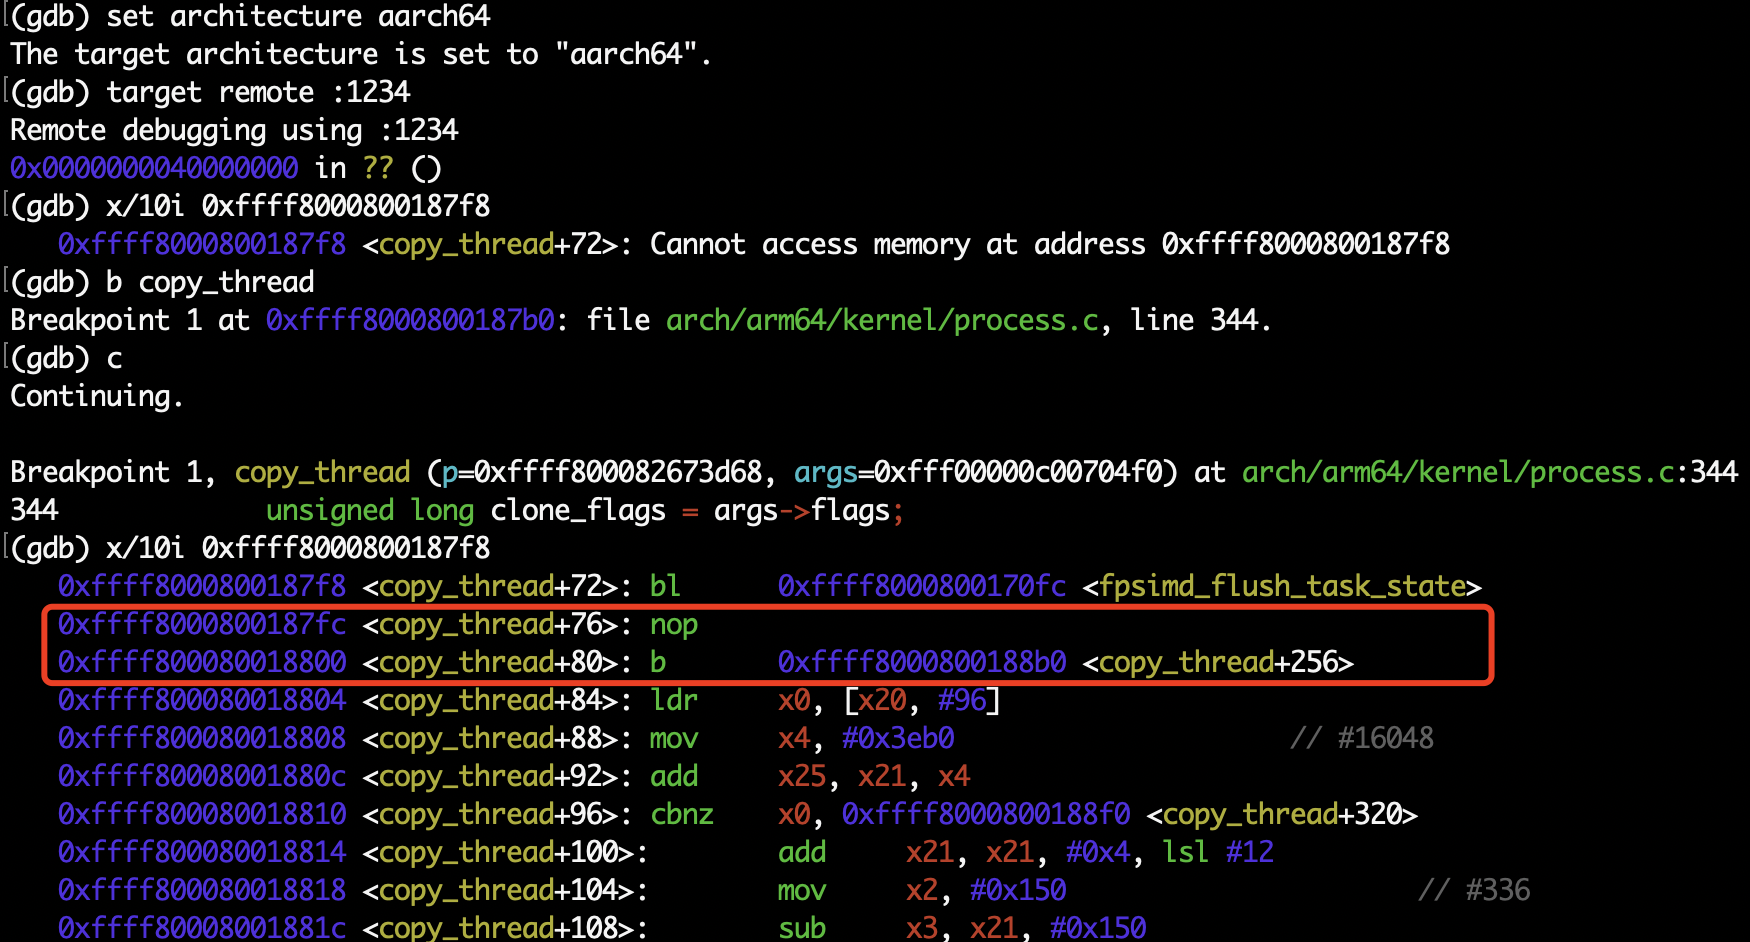 (gdb) set architecture aarch64
The target architecture is set to "aarch64".
(gdb) target remote :1234
Remote debugging using :1234
0x0000000040000000 in ?? ()
(gdb) x/10i 0xffff8000800187f8
   0xffff8000800187f8 <copy_thread+72>: Cannot access memory at address 0xffff8000800187f8
(gdb) b copy_thread
Breakpoint 1 at 0xffff8000800187b0: file arch/arm64/kernel/process.c, line 344.
(gdb) c
Continuing.

Breakpoint 1, copy_thread (p=0xffff800082673d68, args=0xfff00000c00704f0) at arch/arm64/kernel/process.c:344
344             unsigned long clone_flags = args->flags;
(gdb) x/10i 0xffff8000800187f8
   0xffff8000800187f8 <copy_thread+72>: bl      0xffff8000800170fc <fpsimd_flush_task_state>
   0xffff8000800187fc <copy_thread+76>: nop
   0xffff800080018800 <copy_thread+80>: b       0xffff8000800188b0 <copy_thread+256>
   0xffff800080018804 <copy_thread+84>: ldr     x0, [x20, #96]
   0xffff800080018808 <copy_thread+88>: mov     x4, #0x3eb0                     // #16048
   0xffff80008001880c <copy_thread+92>: add     x25, x21, x4
   0xffff800080018810 <copy_thread+96>: cbnz    x0, 0xffff8000800188f0 <copy_thread+320>
   0xffff800080018814 <copy_thread+100>:        add     x21, x21, #0x4, lsl #12
   0xffff800080018818 <copy_thread+104>:        mov     x2, #0x150                      // #336
   0xffff80008001881c <copy_thread+108>:        sub     x3, x21, #0x150